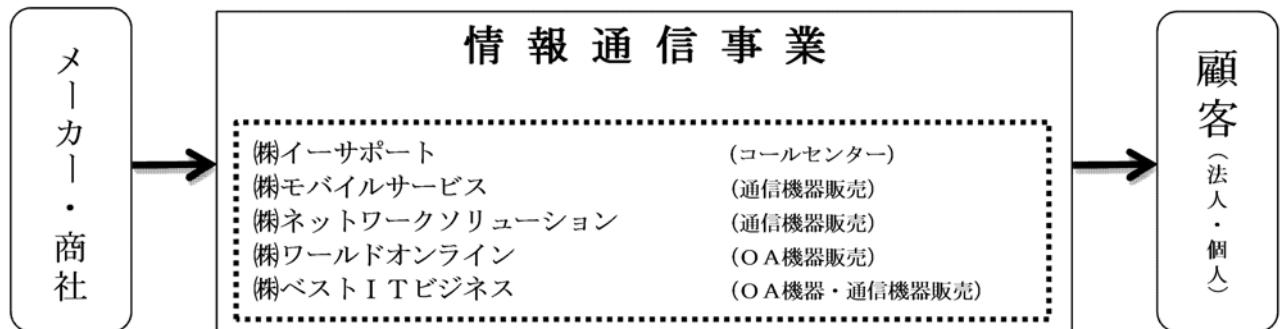 メーカー・商社
情報通信事業
㈱イーサポート (コールセンター)
㈱モバイルサービス (通信機器販売)
㈱ネットワークソリューション (通信機器販売)
㈱ワールドオンライン (ＯＡ機器販売)
㈱ベストＩＴビジネス (ＯＡ機器・通信機器販売)
顧客(法人・個人)